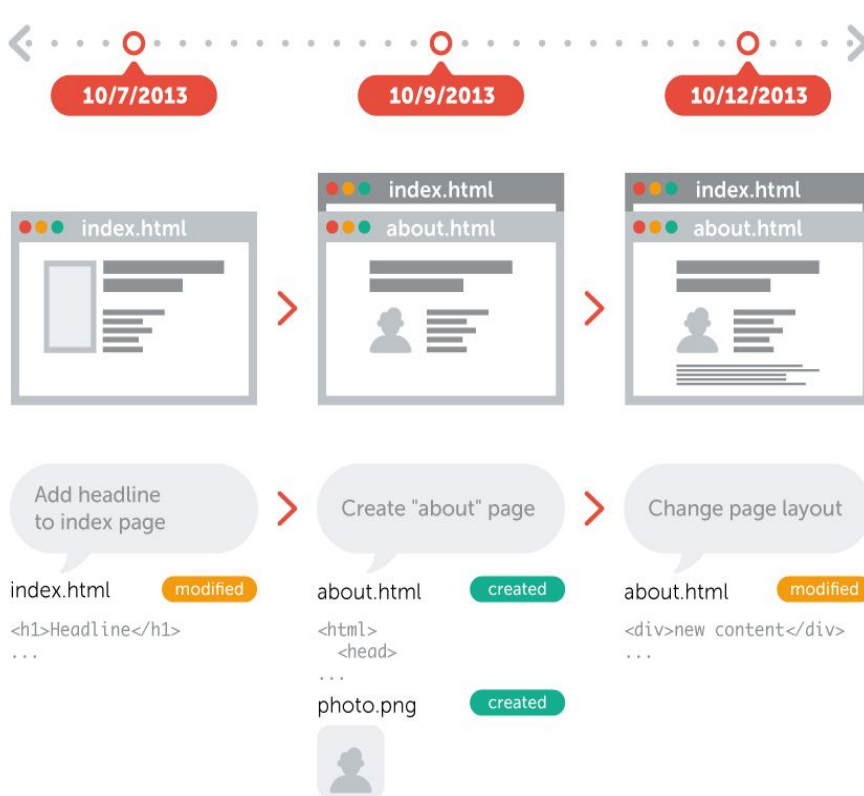 10/7/2013
10/9/2013
10/12/2013
index.html
index.html
about.html
index.html
about.html
Add headline
to index page
Create "about" page
Change page layout
index.html
modified
<h1>Headline</h1>
...
about.html
created
<html>
<head>
...
photo.png
created
about.html
modified
<div>new content</div>
...